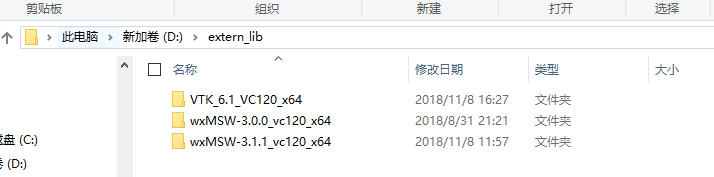 剪贴板 组织 新建 打开 选择
此电脑 新加卷 (D:) extern_lib
名称 修改日期 类型 大小
VTK_6.1_VC120_x64 2018/11/8 16:27 文件夹
wxMSW-3.0.0_vc120_x64 2018/8/31 21:21 文件夹
磁盘 (C:) wxMSW-3.1.1_vc120_x64 2018/11/8 11:57 文件夹
(D:)